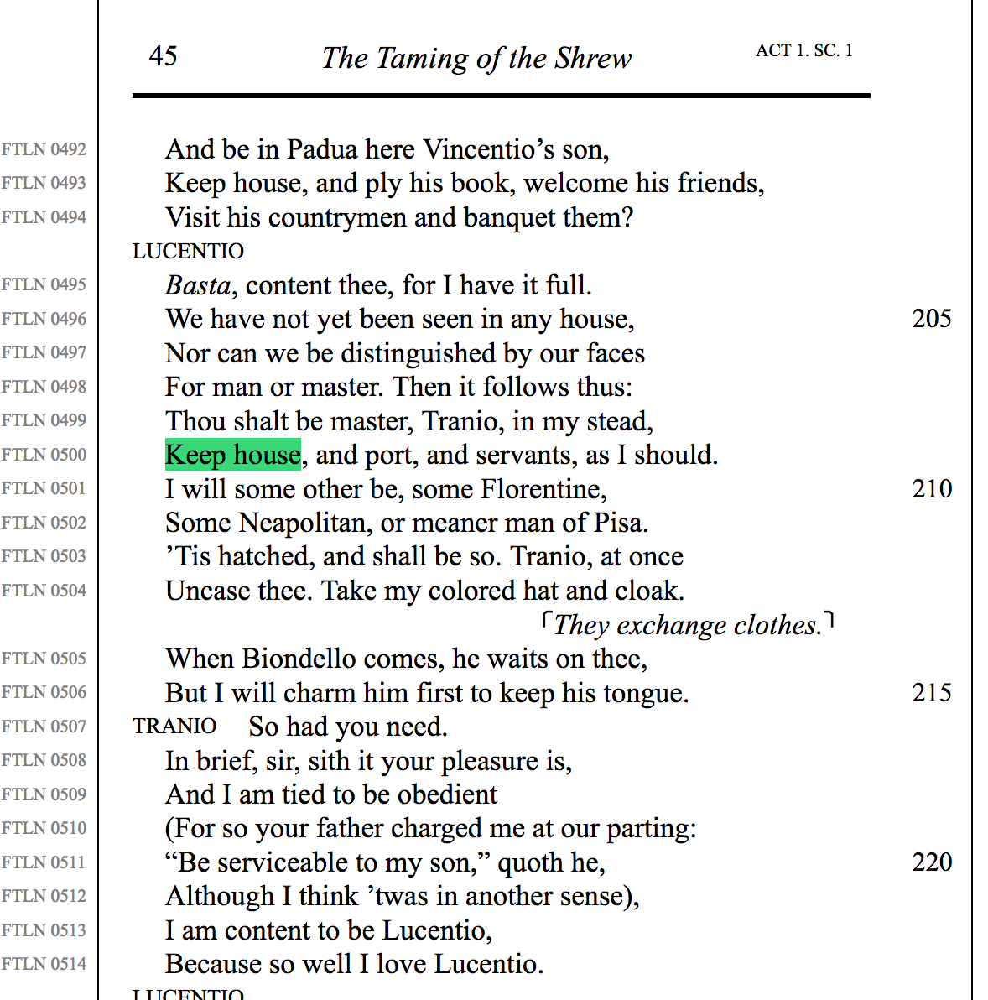 45 The Taming of the Shrew ACT 1. SC. 1
FTLN 0492 And be in Padua here Vincentio’s son,
FTLN 0493 Keep house, and ply his book, welcome his friends,
FTLN 0494 Visit his countrymen and banquet them?
LUCENTIO
FTLN 0495 Basta, content thee, for I have it full.
FTLN 0496 We have not yet been seen in any house, 205
FTLN 0497 Nor can we be distinguished by our faces
FTLN 0498 For man or master. Then it follows thus:
FTLN 0499 Thou shalt be master, Tranio, in my stead,
FTLN 0500 Keep house, and port, and servants, as I should.
FTLN 0501 I will some other be, some Florentine, 210
FTLN 0502 Some Neapolitan, or meaner man of Pisa.
FTLN 0503 ’Tis hatched, and shall be so. Tranio, at once
FTLN 0504 Uncase thee. Take my colored hat and cloak.
⌜They exchange clothes.⌝
FTLN 0505 When Biondello comes, he waits on thee,
FTLN 0506 But I will charm him first to keep his tongue. 215
FTLN 0507 TRANIO So had you need.
FTLN 0508 In brief, sir, sith it your pleasure is,
FTLN 0509 And I am tied to be obedient
FTLN 0510 (For so your father charged me at our parting:
FTLN 0511 “Be serviceable to my son,” quoth he, 220
FTLN 0512 Although I think ’twas in another sense),
FTLN 0513 I am content to be Lucentio,
FTLN 0514 Because so well I love Lucentio.
LUCENTIO